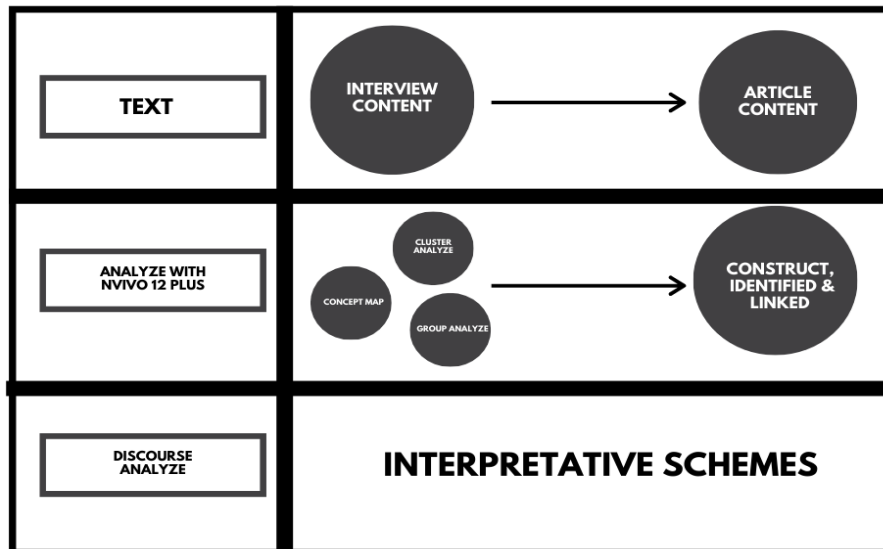 TEXT
INTERVIEW
CONTENT
ARTICLE
CONTENT
ANALYZE WITH
NVIVO 12 PLUS
CLUSTER
ANALYZE
CONCEPT MAP
GROUP ANALYZE
CONSTRUCT,
IDENTIFIED &
LINKED
DISCOURSE
ANALYZE
INTERPRETATIVE SCHEMES